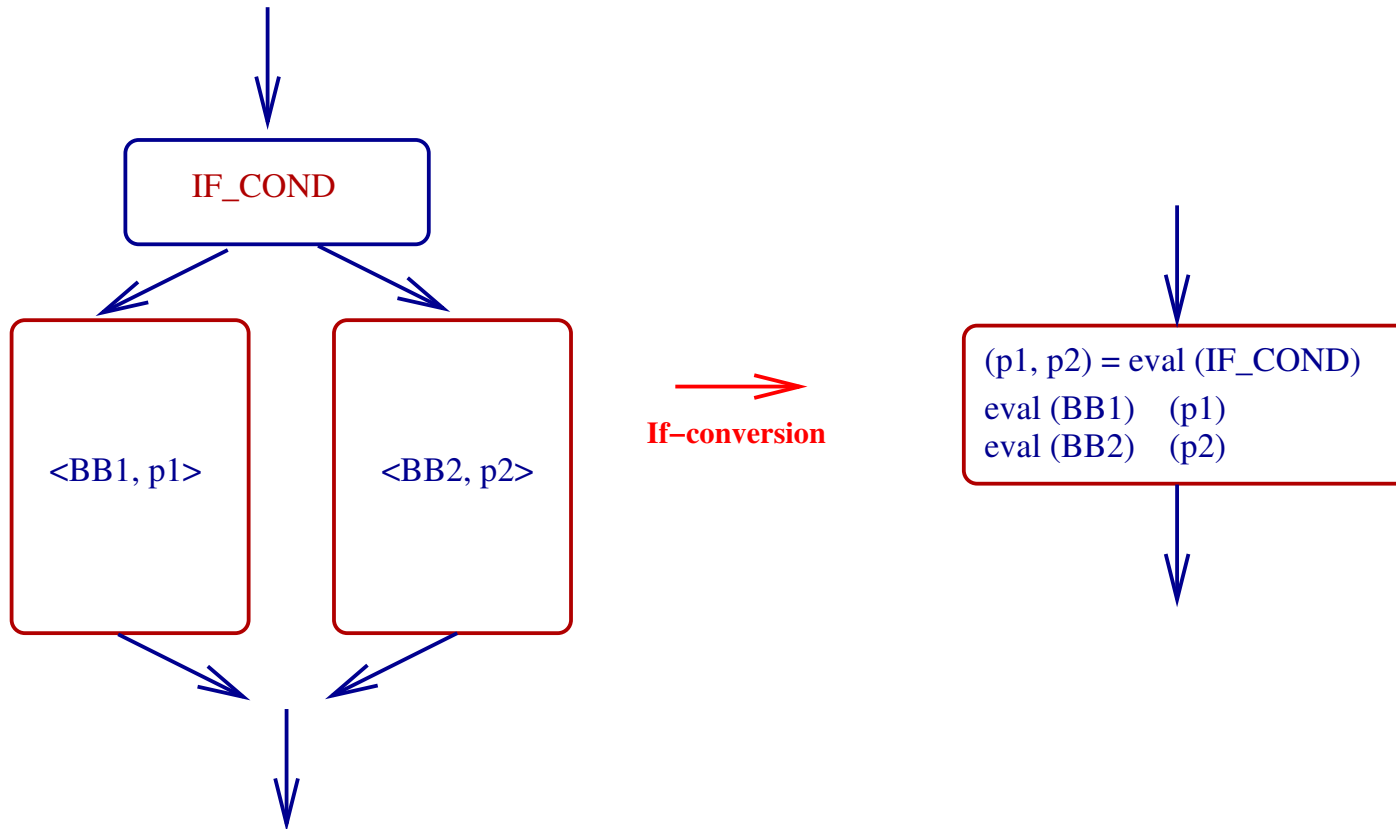 IF_COND
<BB1, p1>
<BB2, p2>
If−conversion
(p1, p2) = eval (IF_COND)
eval (BB1) (p1)
eval (BB2) (p2)